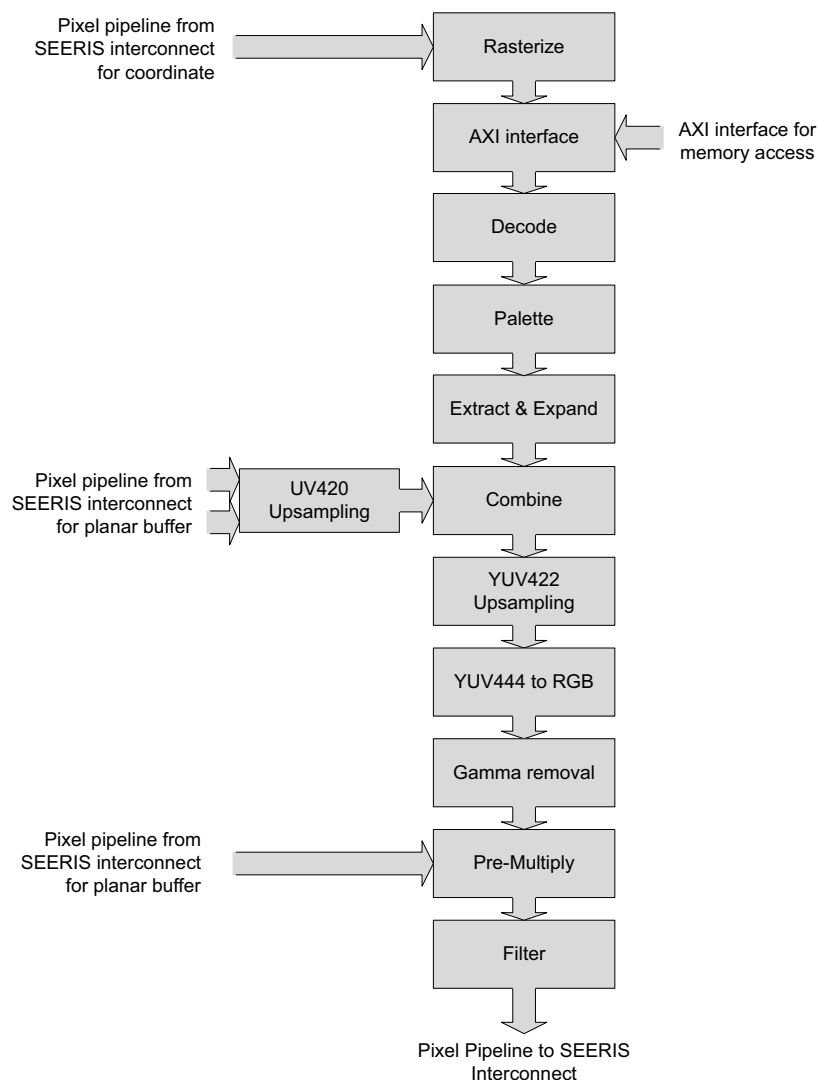 Pixel pipeline from
SEERIS interconnect
for coordinate
Rasterize
AXI interface
AXI interface for
memory access
Decode
Palette
Extract & Expand
Pixel pipeline from
SEERIS interconnect
for planar buffer
UV420
Upsampling
Combine
YUV422
Upsampling
YUV444 to RGB
Gamma removal
Pixel pipeline from
SEERIS interconnect
for planar buffer
Pre-Multiply
Filter
Pixel Pipeline to SEERIS
Interconnect